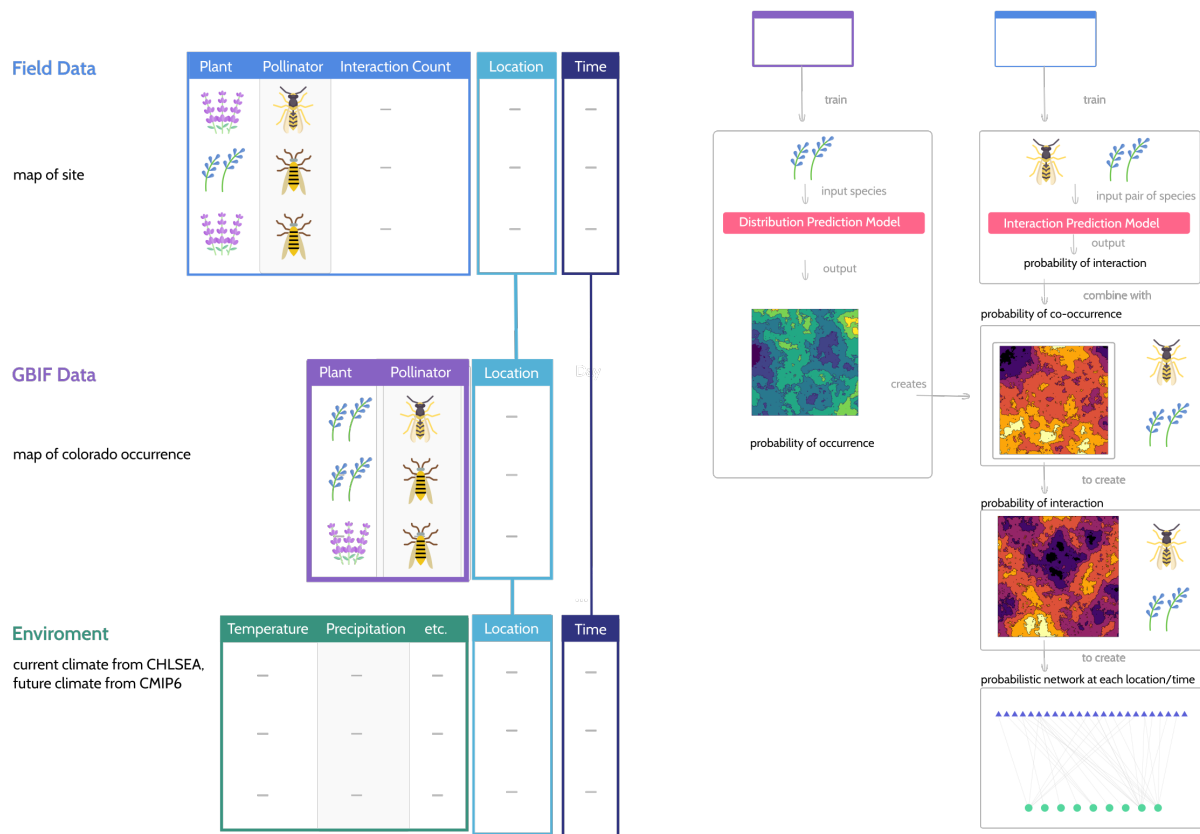 Field Data
Plant Pollinator Interaction Count Location Time
map of site
GBIF Data
Plant Pollinator Location
map of colorado occurrence
Enviroment
current climate from CHLSEA,
future climate from CMIP6
Temperature Precipitation etc. Location Time
train
input species
Distribution Prediction Model
output
probability of occurrence
creates
train
input pair of species
Interaction Prediction Model
output
probability of interaction
combine with
probability of co-occurrence
to create
probability of interaction
to create
probabilistic network at each location/time